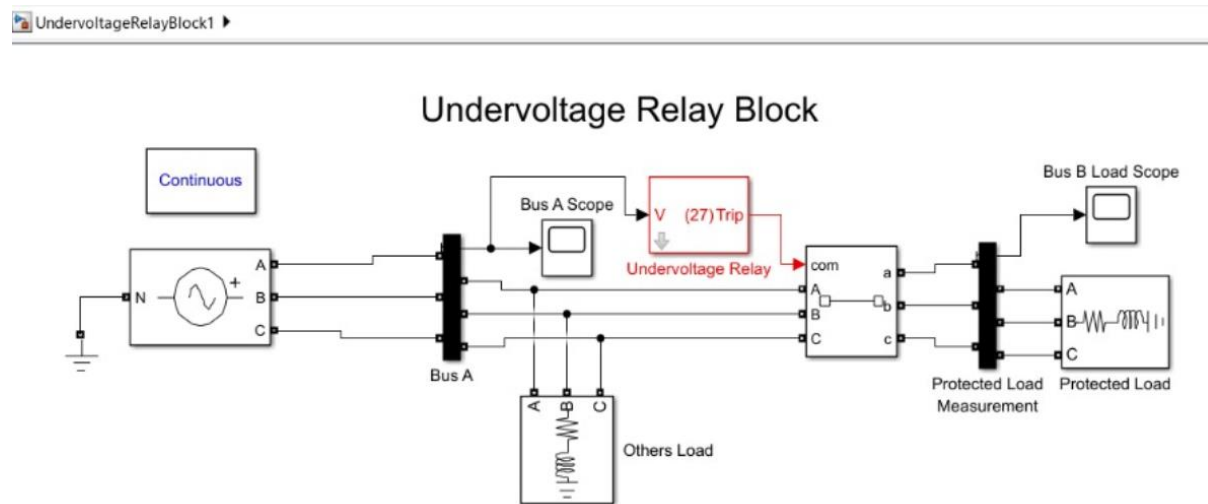 UndervoltageRelayBlock1
Undervoltage Relay Block
Continuous
N
+
A
B
C
Bus A
Bus A Scope
V (27) Trip
Undervoltage Relay
com
A
B
C
a
b
c
Bus B Load Scope
Protected Load
Measurement
A
B
C
Protected Load
A B C
Others Load